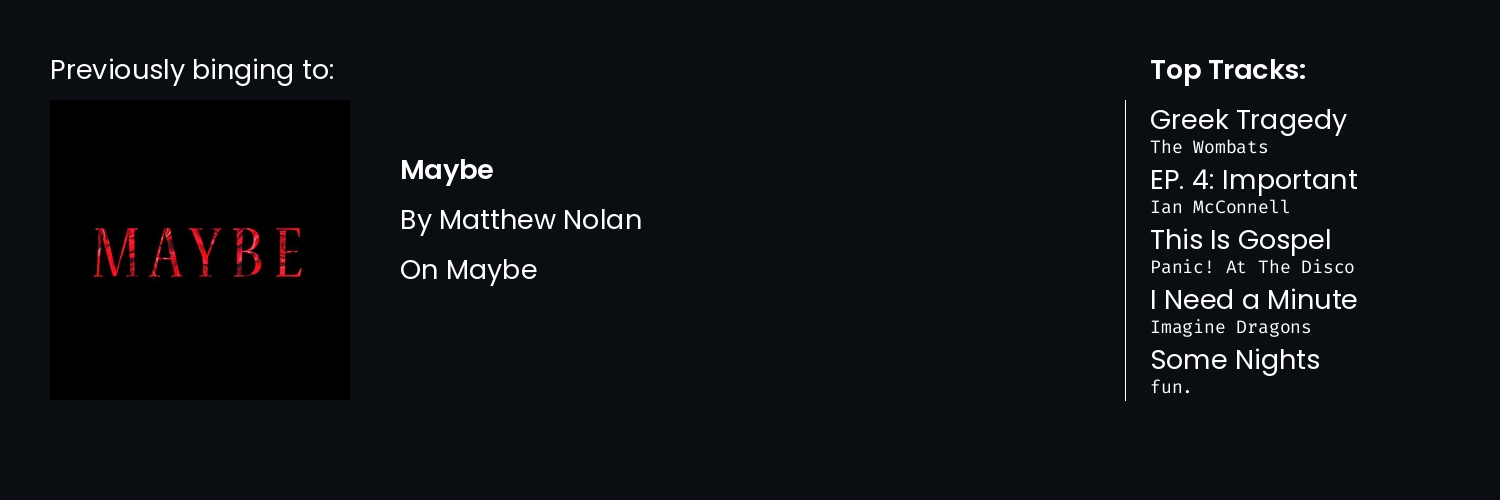 Previously binging to:
MAYBE
Maybe
By Matthew Nolan
On Maybe
Top Tracks:
Greek Tragedy
The Wombats
EP. 4: Important
Ian McConnell
This Is Gospel
Panic! At The Disco
I Need a Minute
Imagine Dragons
Some Nights
fun.